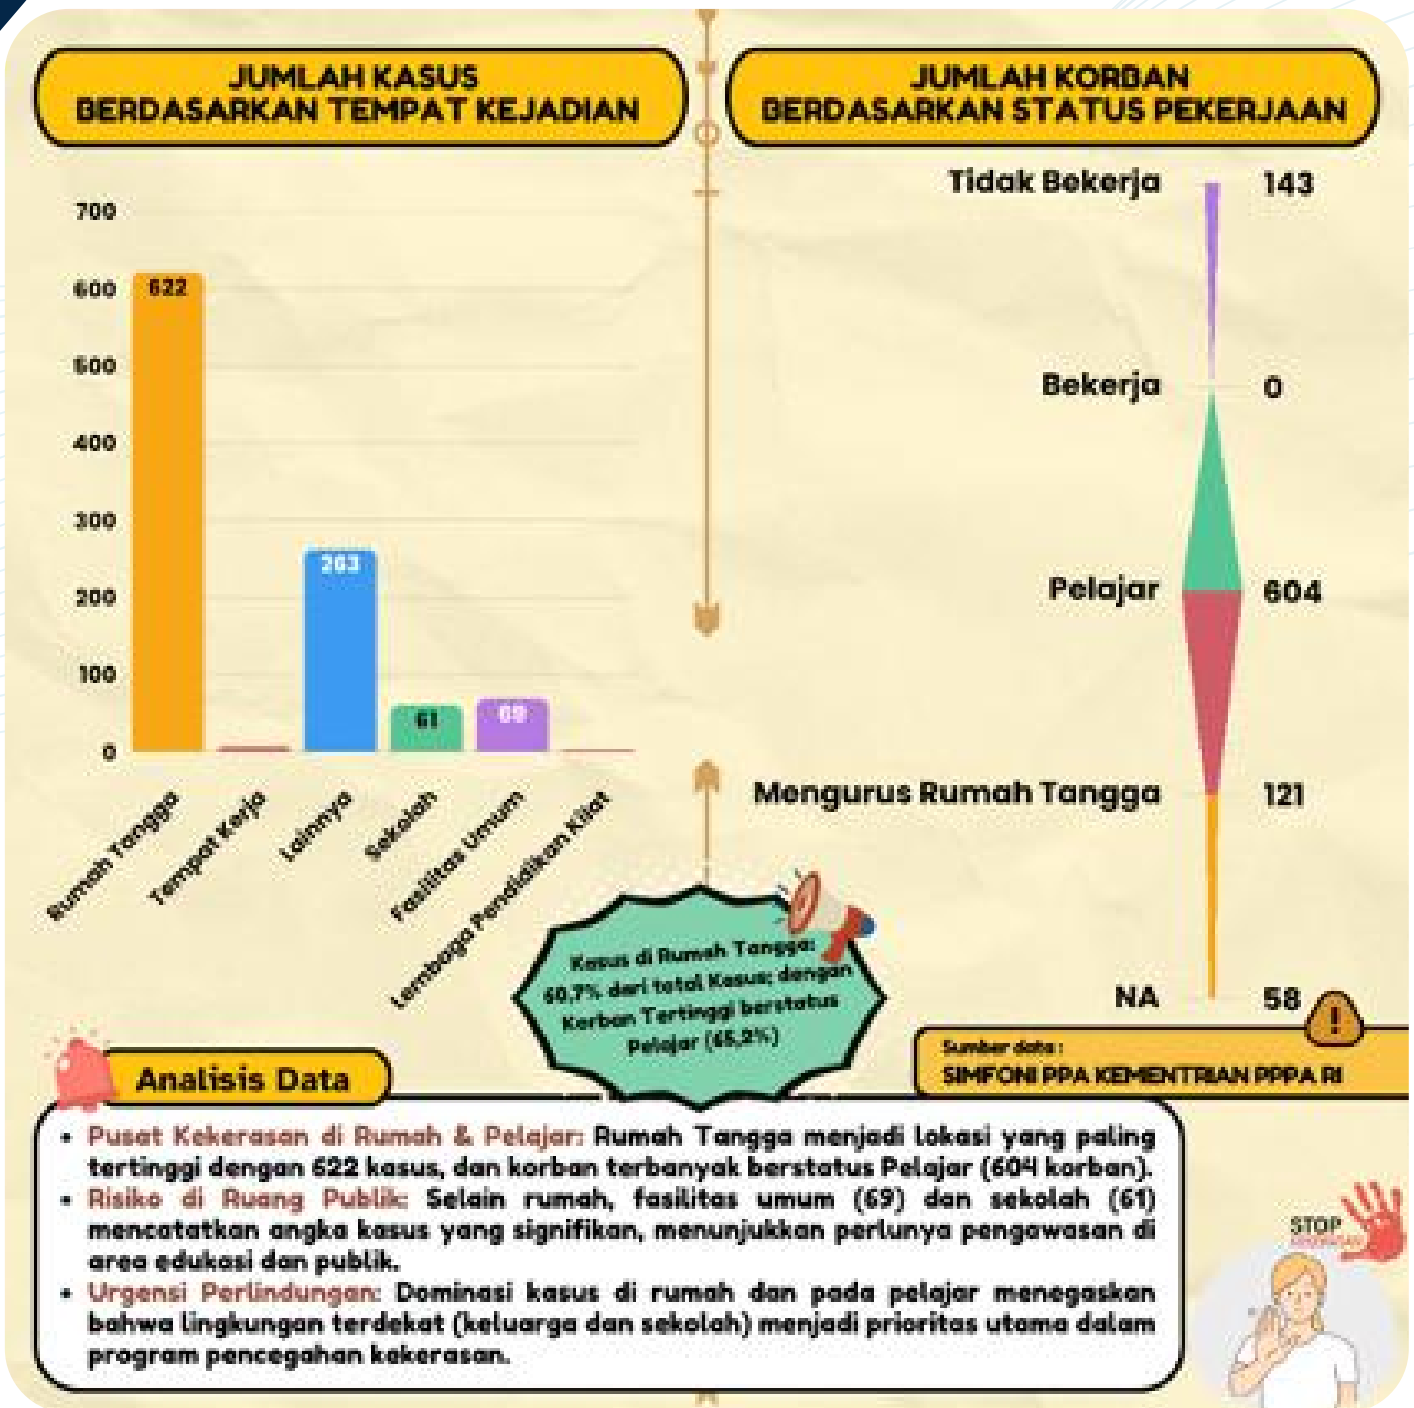 JUMLAH KASUS
BERDASARKAN TEMPAT KEJADIAN
700
600
500
400
300
200
100
0
622
263
61
69
Rumah Tangga
Tempat Kerja
Lainnya
Sekolah
Fasilitas Umum
Lembaga Pendidikan Kilat
JUMLAH KORBAN
BERDASARKAN STATUS PEKERJAAN
Tidak Bekerja 143
Bekerja 0
Pelajar 604
Mengurus Rumah Tangga 121
NA 58
Kasus di Rumah Tangga:
60,7% dari total Kasus; dengan
Korban Tertinggi berstatus
Pelajar (65,2%)
Sumber data :
SIMFONI PPA KEMENTRIAN PPPA RI
Analisis Data
• Pusat Kekerasan di Rumah & Pelajar: Rumah Tangga menjadi lokasi yang paling
tertinggi dengan 622 kasus, dan korban terbanyak berstatus Pelajar (604 korban).
• Risiko di Ruang Publik: Selain rumah, fasilitas umum (69) dan sekolah (61)
mencatatkan angka kasus yang signifikan, menunjukkan perlunya pengawasan di
area edukasi dan publik.
• Urgensi Perlindungan: Dominasi kasus di rumah dan pada pelajar menegaskan
bahwa lingkungan terdekat (keluarga dan sekolah) menjadi prioritas utama dalam
program pencegahan kekerasan.
STOP